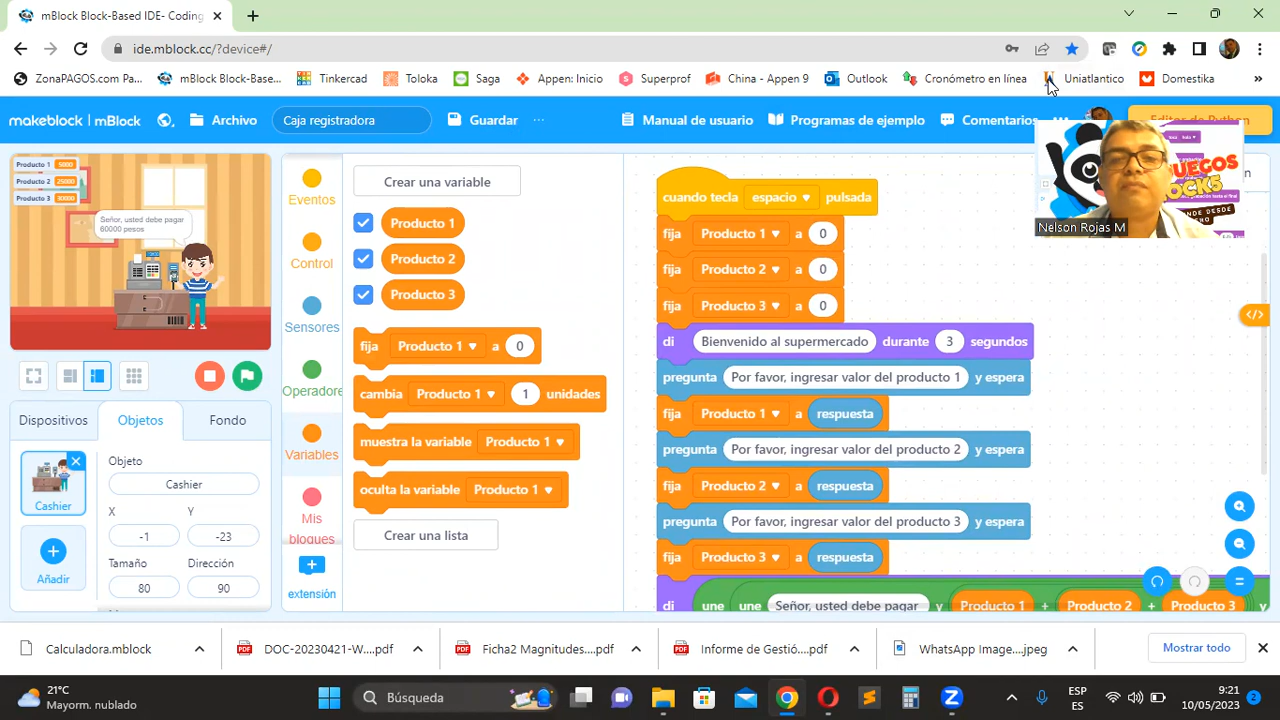 mBlock Block-Based IDE- Coding
ide.mblock.cc/?device#/
ZonaPAGOS.com Pa...
mBlock Block-Base...
Tinkercad
Toloka
Saga
Appen: Inicio
Superprof
China - Appen 9
Outlook
Cronómetro en línea
Uniatlantico
Domestika
»
makeblock | mBlock
Archivo
Caja registradora
Guardar
Manual de usuario
Programas de ejemplo
Comentarios
Editor de Python
Producto 1 5000
Producto 2 25000
Producto 3 30000
Señor, usted debe pagar
60000 pesos
Objetos
Dispositivos
Fondo
Objeto
Cashier
Cashier
X
Y
-1
-23
Tamaño
Dirección
80
90
Añadir
Eventos
Control
Sensores
Operadore
Variables
Mis
bloques
extensión
Crear una variable
Producto 1
Producto 2
Producto 3
fija Producto 1 a 0
cambia Producto 1 1 unidades
muestra la variable Producto 1
oculta la variable Producto 1
Crear una lista
cuando tecla espacio pulsada
fija Producto 1 a 0
fija Producto 2 a 0
fija Producto 3 a 0
di Bienvenido al supermercado durante 3 segundos
pregunta Por favor, ingresar valor del producto 1 y espera
fija Producto 1 a respuesta
pregunta Por favor, ingresar valor del producto 2 y espera
fija Producto 2 a respuesta
pregunta Por favor, ingresar valor del producto 3 y espera
fija Producto 3 a respuesta
di une une Señor, usted debe pagar y Producto 1 + Producto 2 + Producto 3 y
Nelson Rojas M
Calculadora.mblock
DOC-20230421-W....pdf
Ficha2 Magnitudes....pdf
Informe de Gestió....pdf
WhatsApp Image....jpeg
Mostrar todo
21°C
Mayorm. nublado
Búsqueda
ESP
ES
9:21
10/05/2023
2